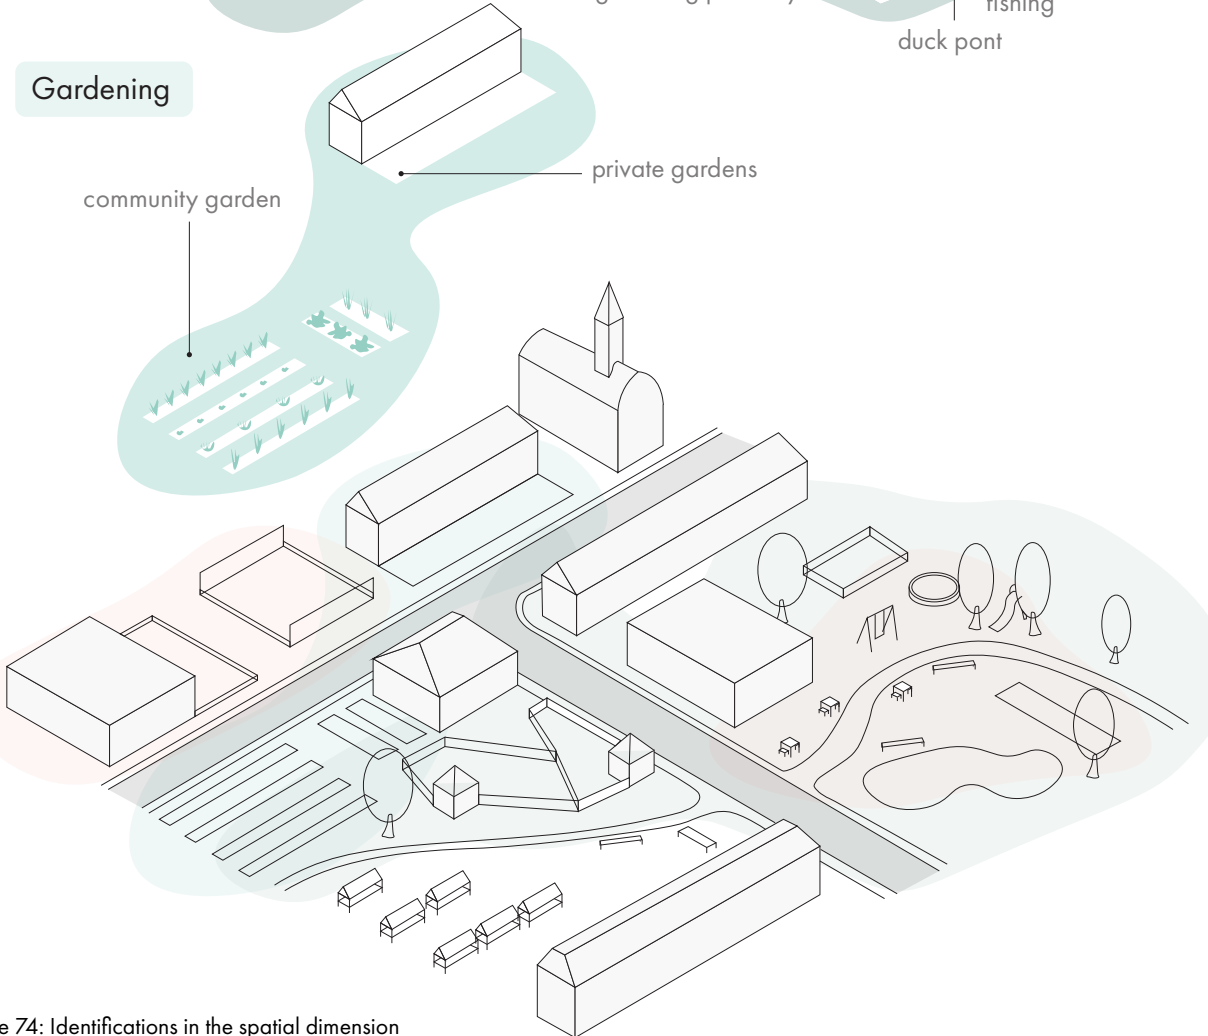 fishing
duck pont
Gardening
private gardens
community garden
74: Identifications in the spatial dimension